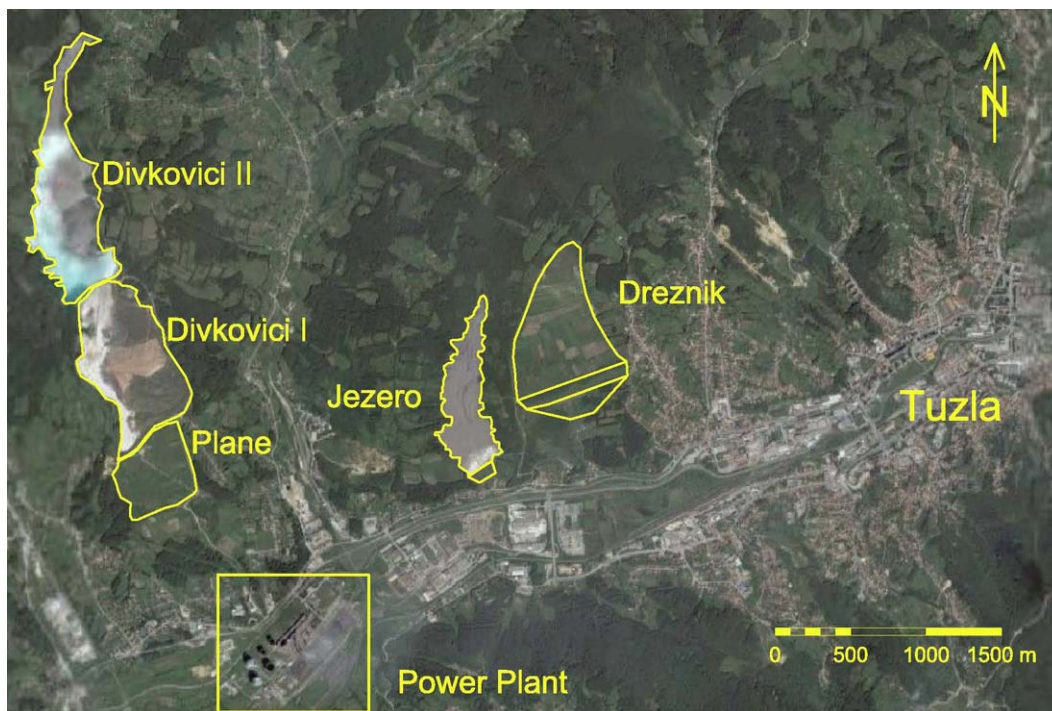 N
Divkovici II
Dreznik
Divkovici I
Jezero
Tuzla
Plane
0 500 1000 1500 m
Power Plant